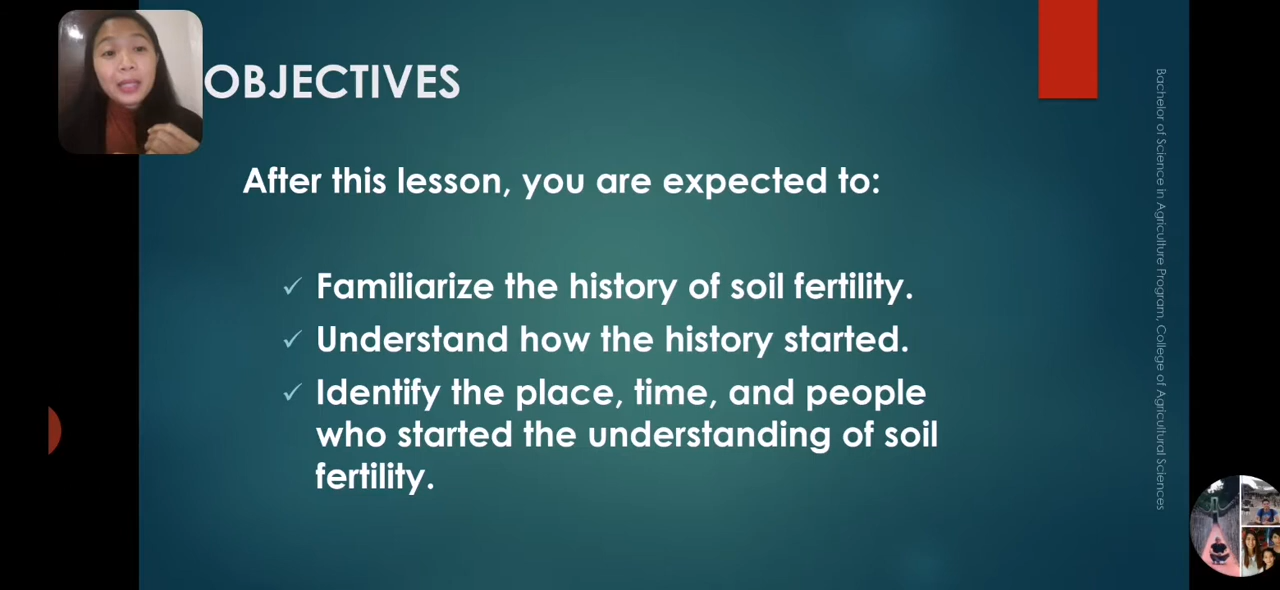 OBJECTIVES
After this lesson, you are expected to:
Familiarize the history of soil fertility.
Understand how the history started.
Identify the place, time, and people
who started the understanding of soil
fertility.
Bachelor of Science in Agriculture Program, College of Agricultural Sciences